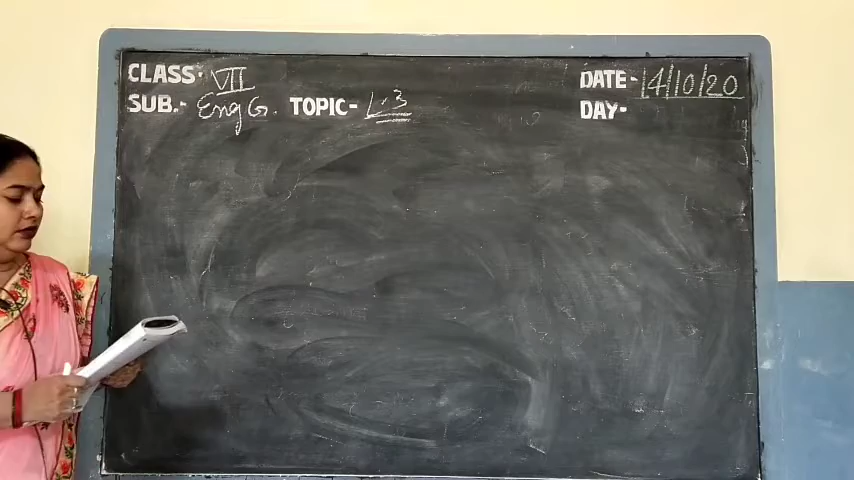 CLASS- VII
SUB.- Eng G. TOPIC- L-3
DATE- 14/10/20
DAY-